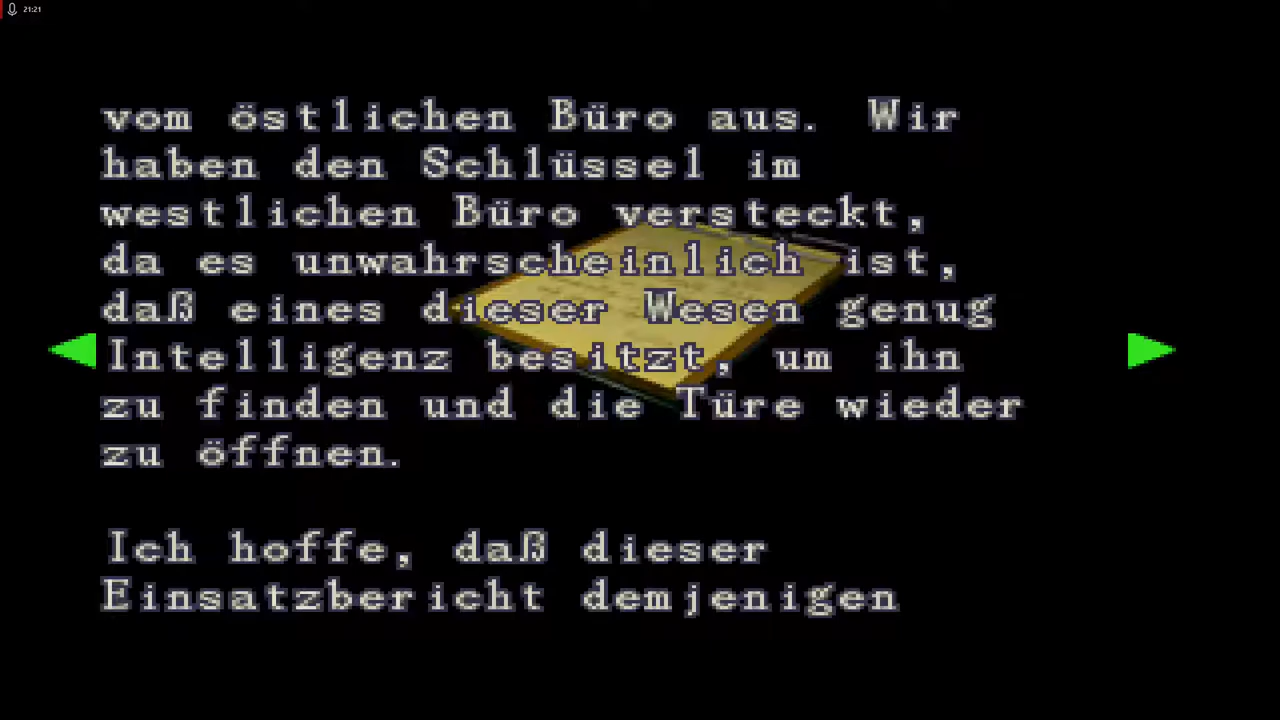 21:21
vom östlichen Büro aus. Wir
haben den Schlüssel im
westlichen Büro versteckt,
da es unwahrscheinlich ist,
daß eines dieser Wesen genug
Intelligenz besitzt, um ihn
zu finden und die Türe wieder
zu öffnen.
Ich hoffe, daß dieser
Einsatzbericht demjenigen